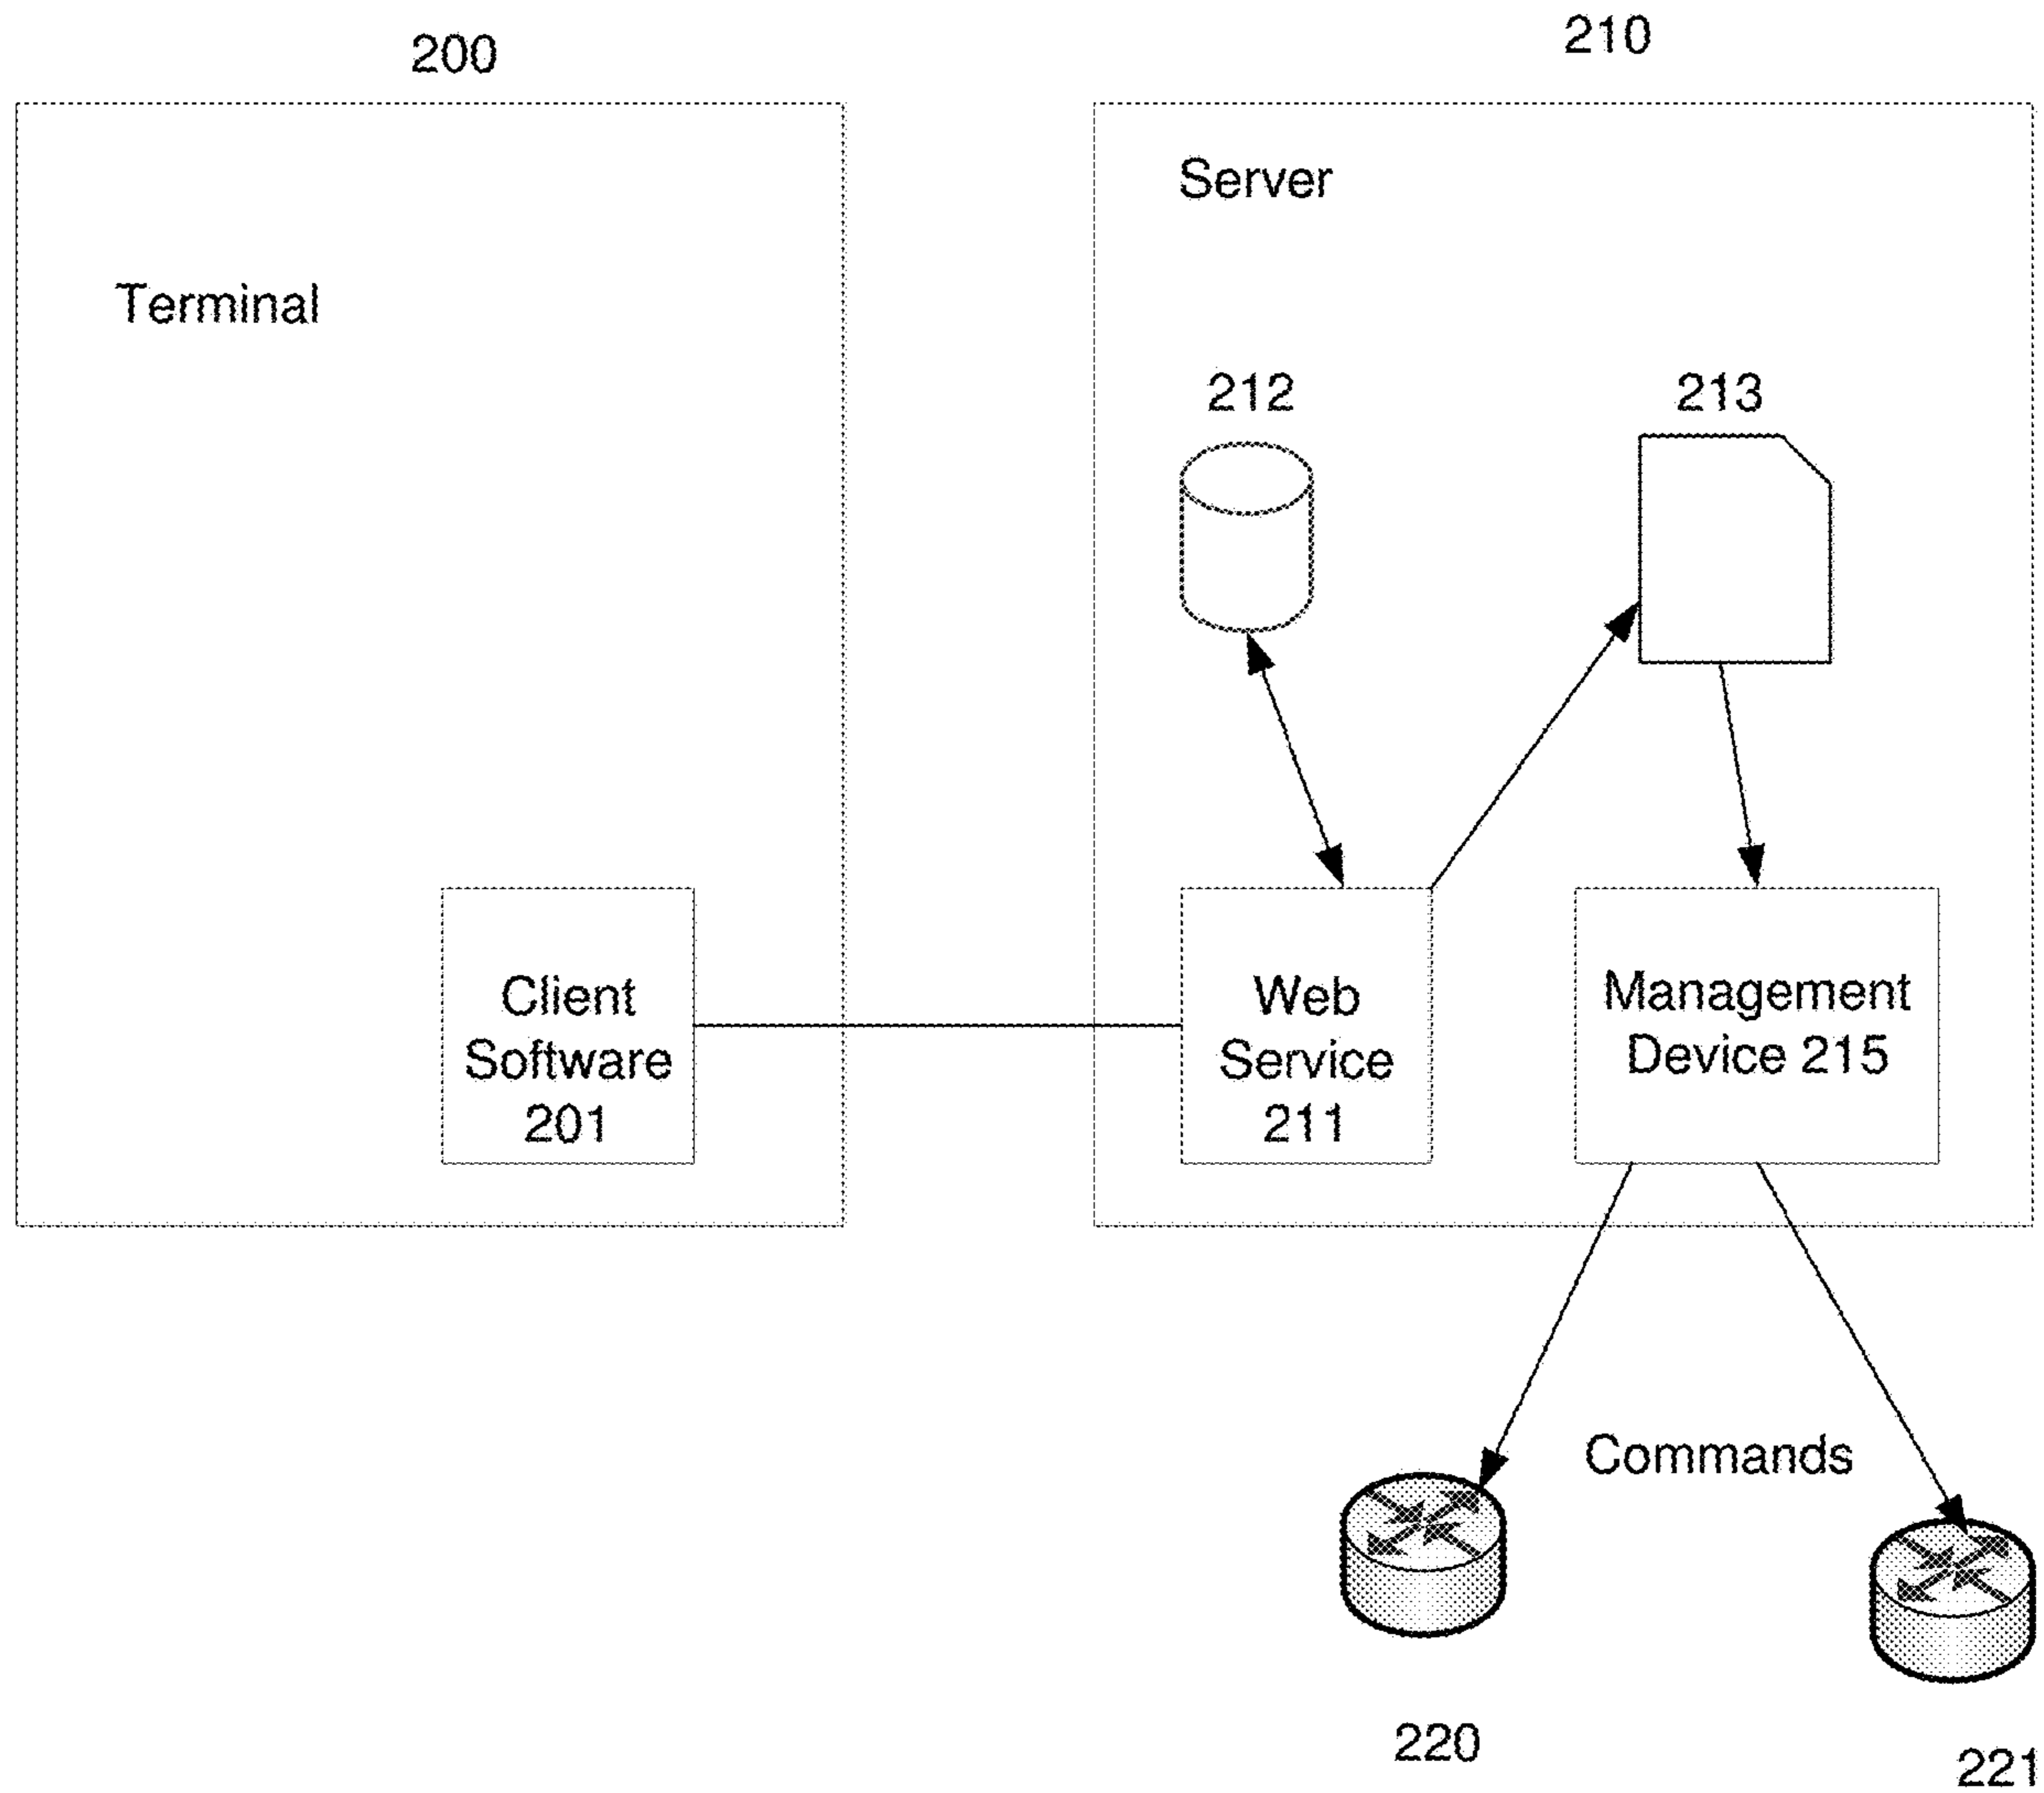 200
210
Server
Terminal
212
213
Client
Software
201
Web
Service
211
Management
Device 215
Commands
220
221